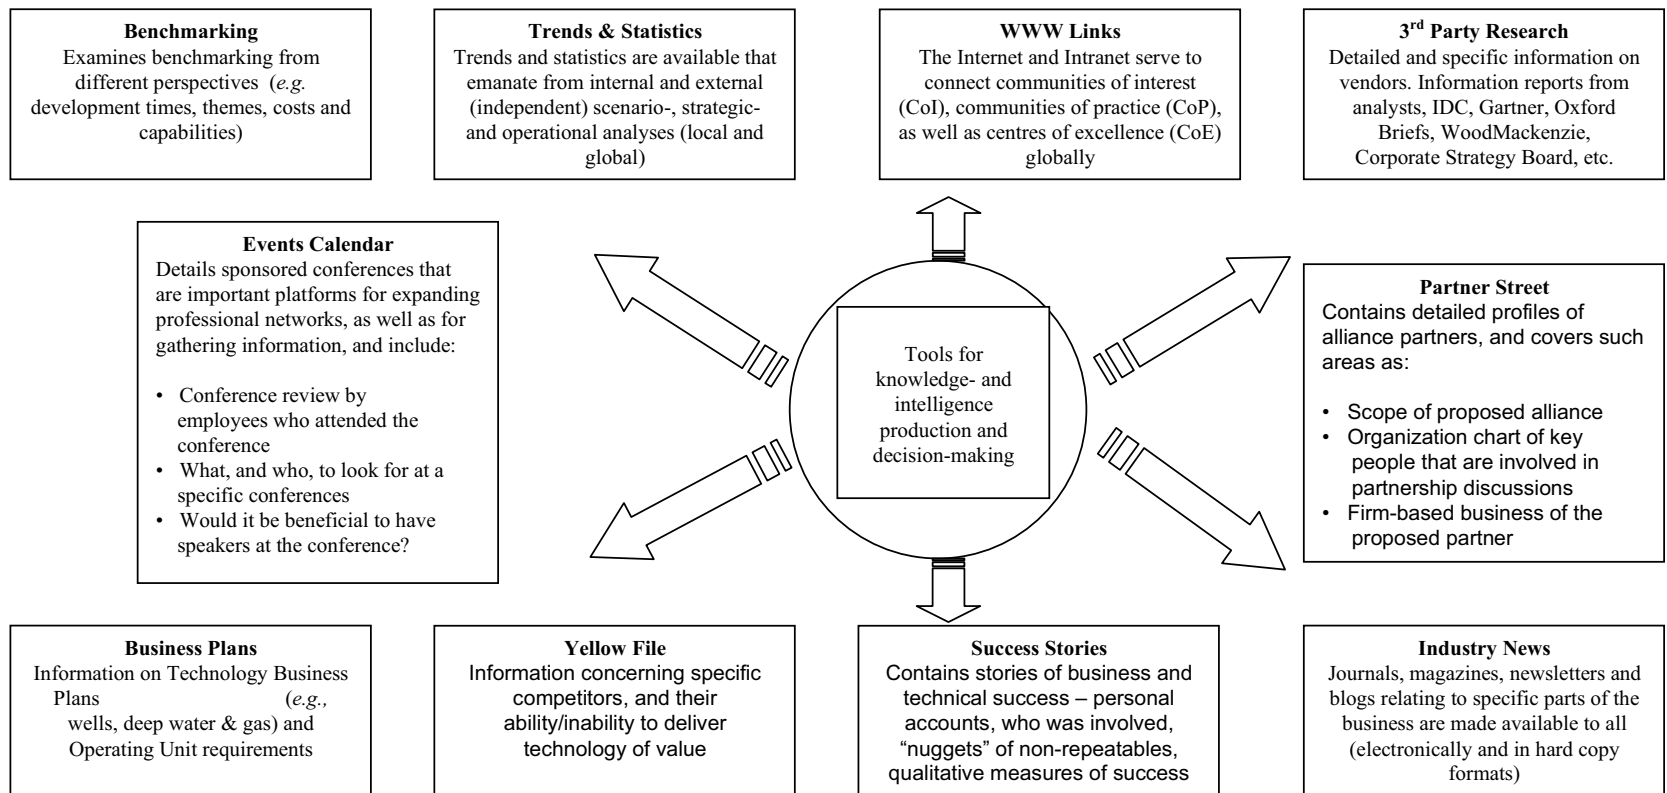 Benchmarking
Examines benchmarking from
different perspectives (e.g.
development times, themes, costs and
capabilities)
Trends & Statistics
Trends and statistics are available that
emanate from internal and external
(independent) scenario-, strategic-
and operational analyses (local and
global)
WWW Links
The Internet and Intranet serve to
connect communities of interest
(CoI), communities of practice (CoP),
as well as centres of excellence (CoE)
globally
3rd Party Research
Detailed and specific information on
vendors. Information reports from
analysts, IDC, Gartner, Oxford
Briefs, WoodMackenzie,
Corporate Strategy Board, etc.
Events Calendar
Details sponsored conferences that
are important platforms for expanding
professional networks, as well as for
gathering information, and include:
• Conference review by
employees who attended the
conference
• What, and who, to look for at a
specific conferences
• Would it be beneficial to have
speakers at the conference?
Tools for
knowledge- and
intelligence
production and
decision-making
Partner Street
Contains detailed profiles of
alliance partners, and covers such
areas as:
• Scope of proposed alliance
• Organization chart of key
people that are involved in
partnership discussions
• Firm-based business of the
proposed partner
Business Plans
Information on Technology Business
Plans (e.g.,
wells, deep water & gas) and
Operating Unit requirements
Yellow File
Information concerning specific
competitors, and their
ability/inability to deliver
technology of value
Success Stories
Contains stories of business and
technical success – personal
accounts, who was involved,
“nuggets” of non-repeatables,
qualitative measures of success
Industry News
Journals, magazines, newsletters and
blogs relating to specific parts of the
business are made available to all
(electronically and in hard copy
formats)